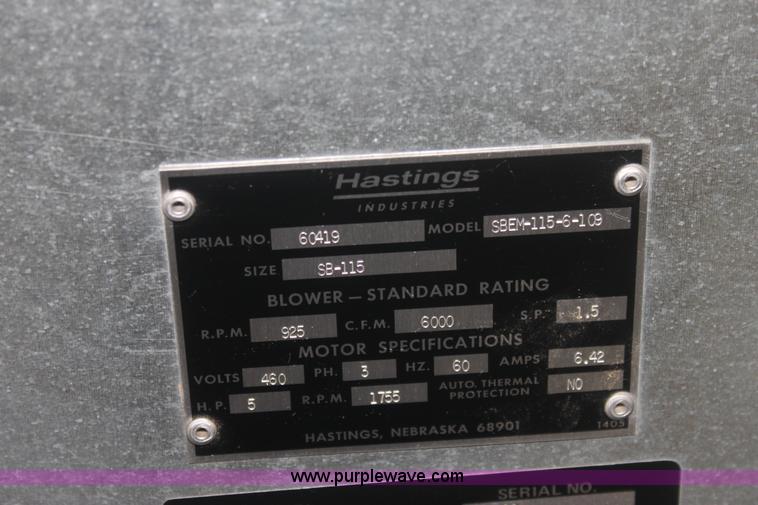 Hastings
INDUSTRIES
SERIAL NO. 60419 MODEL SBEM-115-6-109
SIZE SB-115
BLOWER — STANDARD RATING
R.P.M. 925 C.F.M. 6000 S.P. 1.5
MOTOR SPECIFICATIONS
VOLTS 460 PH. 3 HZ. 60 AMPS 6.42
H.P. 5 R.P.M. 1755 AUTO. THERMAL PROTECTION NO
HASTINGS, NEBRASKA 68901 1405
www.purplewave.com
SERIAL NO.